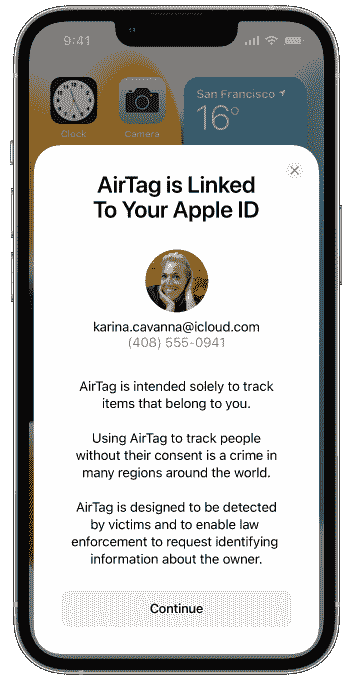 9:41
San Francisco
16°
Clock
Camera
AirTag is Linked
To Your Apple ID
karina.cavanna@icloud.com
(408) 555-0941
AirTag is intended solely to track
items that belong to you.
Using AirTag to track people
without their consent is a crime in
many regions around the world.
AirTag is designed to be detected
by victims and to enable law
enforcement to request identifying
information about the owner.
Continue